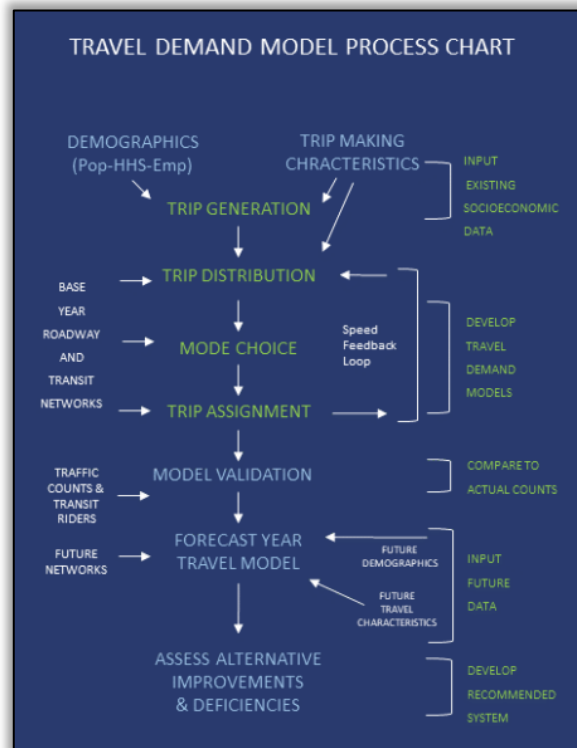 TRAVEL DEMAND MODEL PROCESS CHART
DEMOGRAPHICS
(Pop-HHS-Emp)
TRIP MAKING
CHRACTERISTICS
INPUT
EXISTING
SOCIOECONOMIC
DATA
TRIP GENERATION
TRIP DISTRIBUTION
BASE
YEAR
ROADWAY
AND
TRANSIT
NETWORKS
MODE CHOICE
Speed
Feedback
Loop
DEVELOP
TRAVEL
DEMAND
MODELS
TRIP ASSIGNMENT
TRAFFIC
COUNTS &
TRANSIT
RIDERS
MODEL VALIDATION
COMPARE TO
ACTUAL COUNTS
FUTURE
NETWORKS
FORECAST YEAR
TRAVEL MODEL
FUTURE
DEMOGRAPHICS
FUTURE
TRAVEL
CHARACTERISTICS
INPUT
FUTURE
DATA
ASSESS ALTERNATIVE
IMPROVEMENTS
& DEFICIENCIES
DEVELOP
RECOMMENDED
SYSTEM